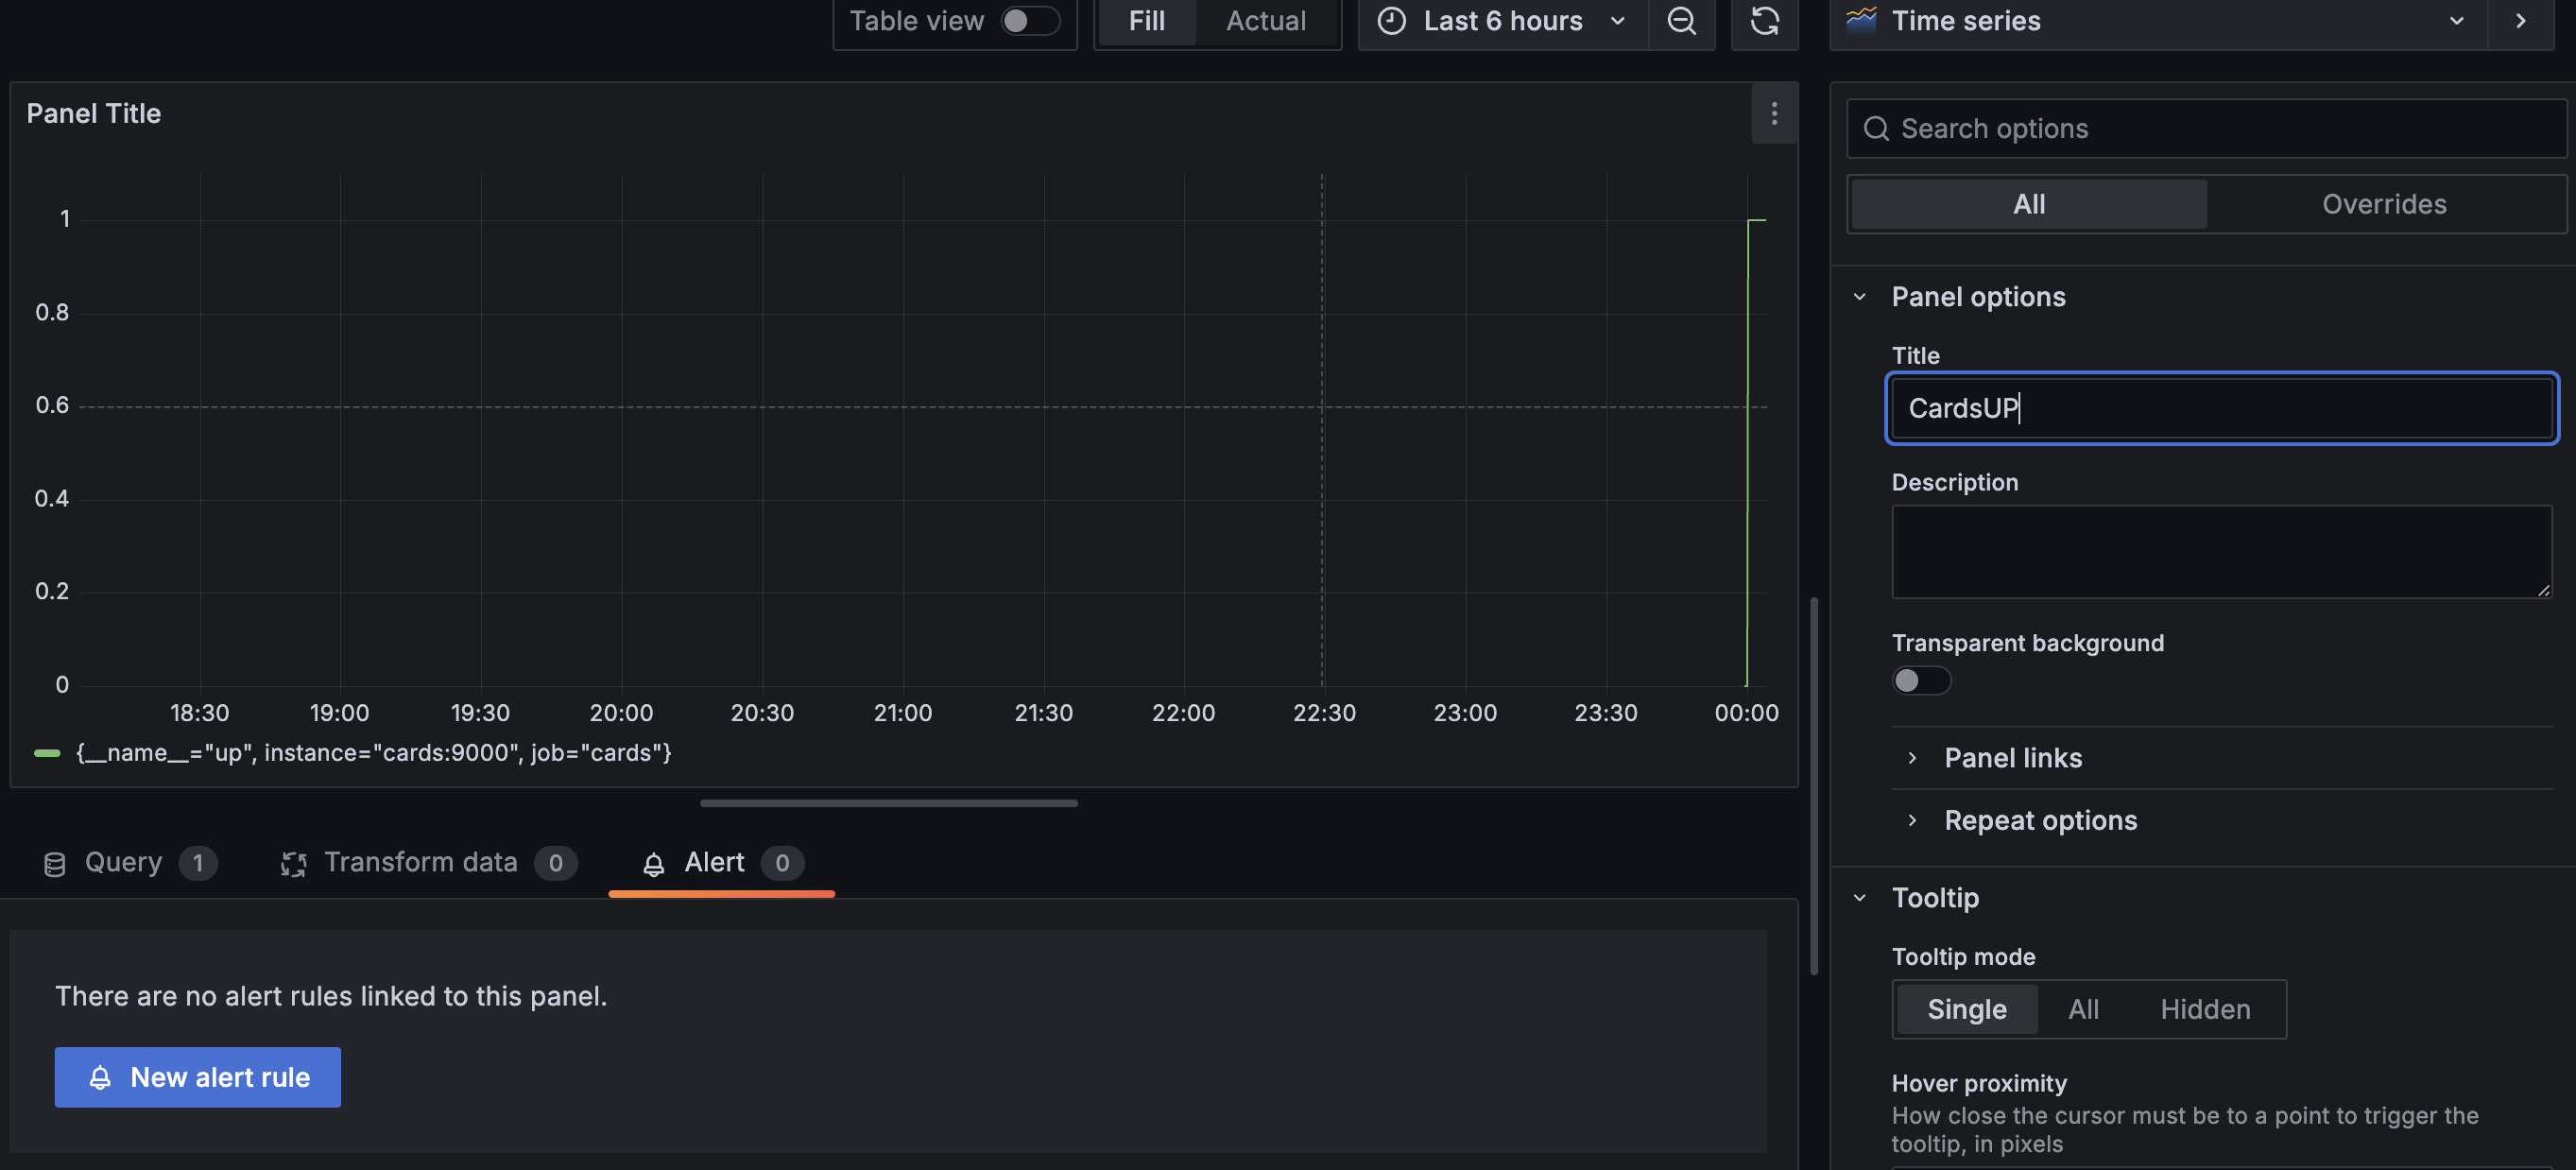 Table view Fill Actual Last 6 hours Time series
Panel Title
1
0.8
0.6
0.4
0.2
0
18:30 19:00 19:30 20:00 20:30 21:00 21:30 22:00 22:30 23:00 23:30 00:00
{__name__="up", instance="cards:9000", job="cards"}
Query 1 Transform data 0 Alert 0
There are no alert rules linked to this panel.
New alert rule
Search options
All Overrides
Panel options
Title
CardsUP
Description
Transparent background
Panel links
Repeat options
Tooltip
Tooltip mode
Single All Hidden
Hover proximity
How close the cursor must be to a point to trigger the
tooltip, in pixels